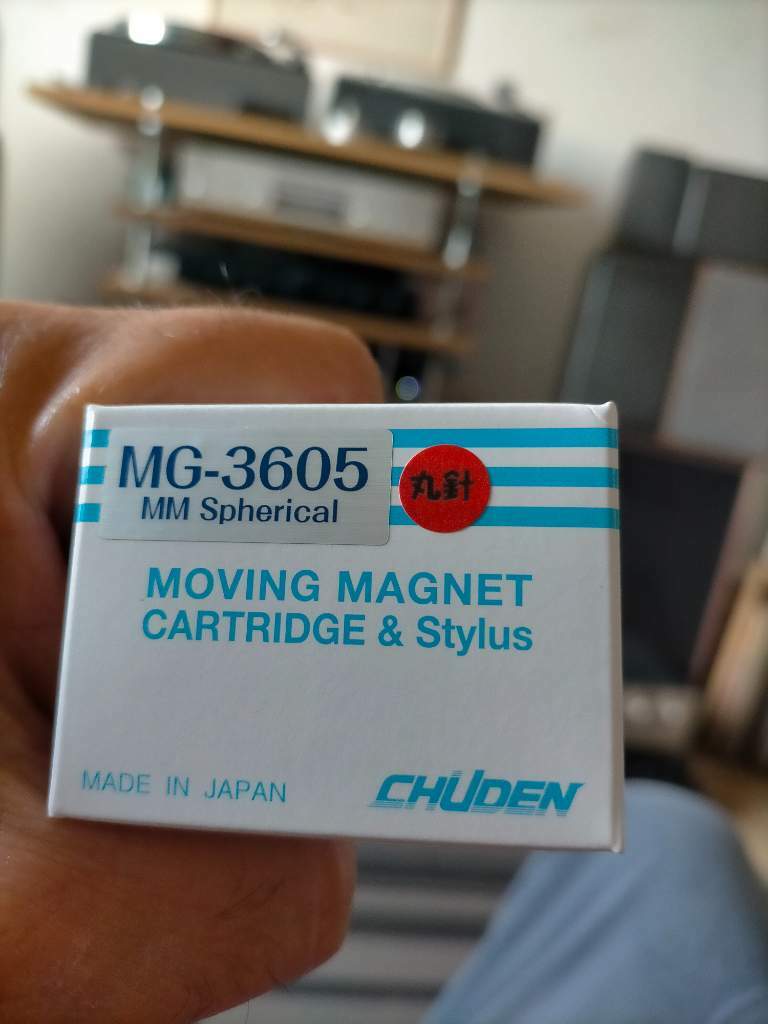 MG-3605
MM Spherical
丸針
MOVING MAGNET
CARTRIDGE & Stylus
MADE IN JAPAN
CHUDEN